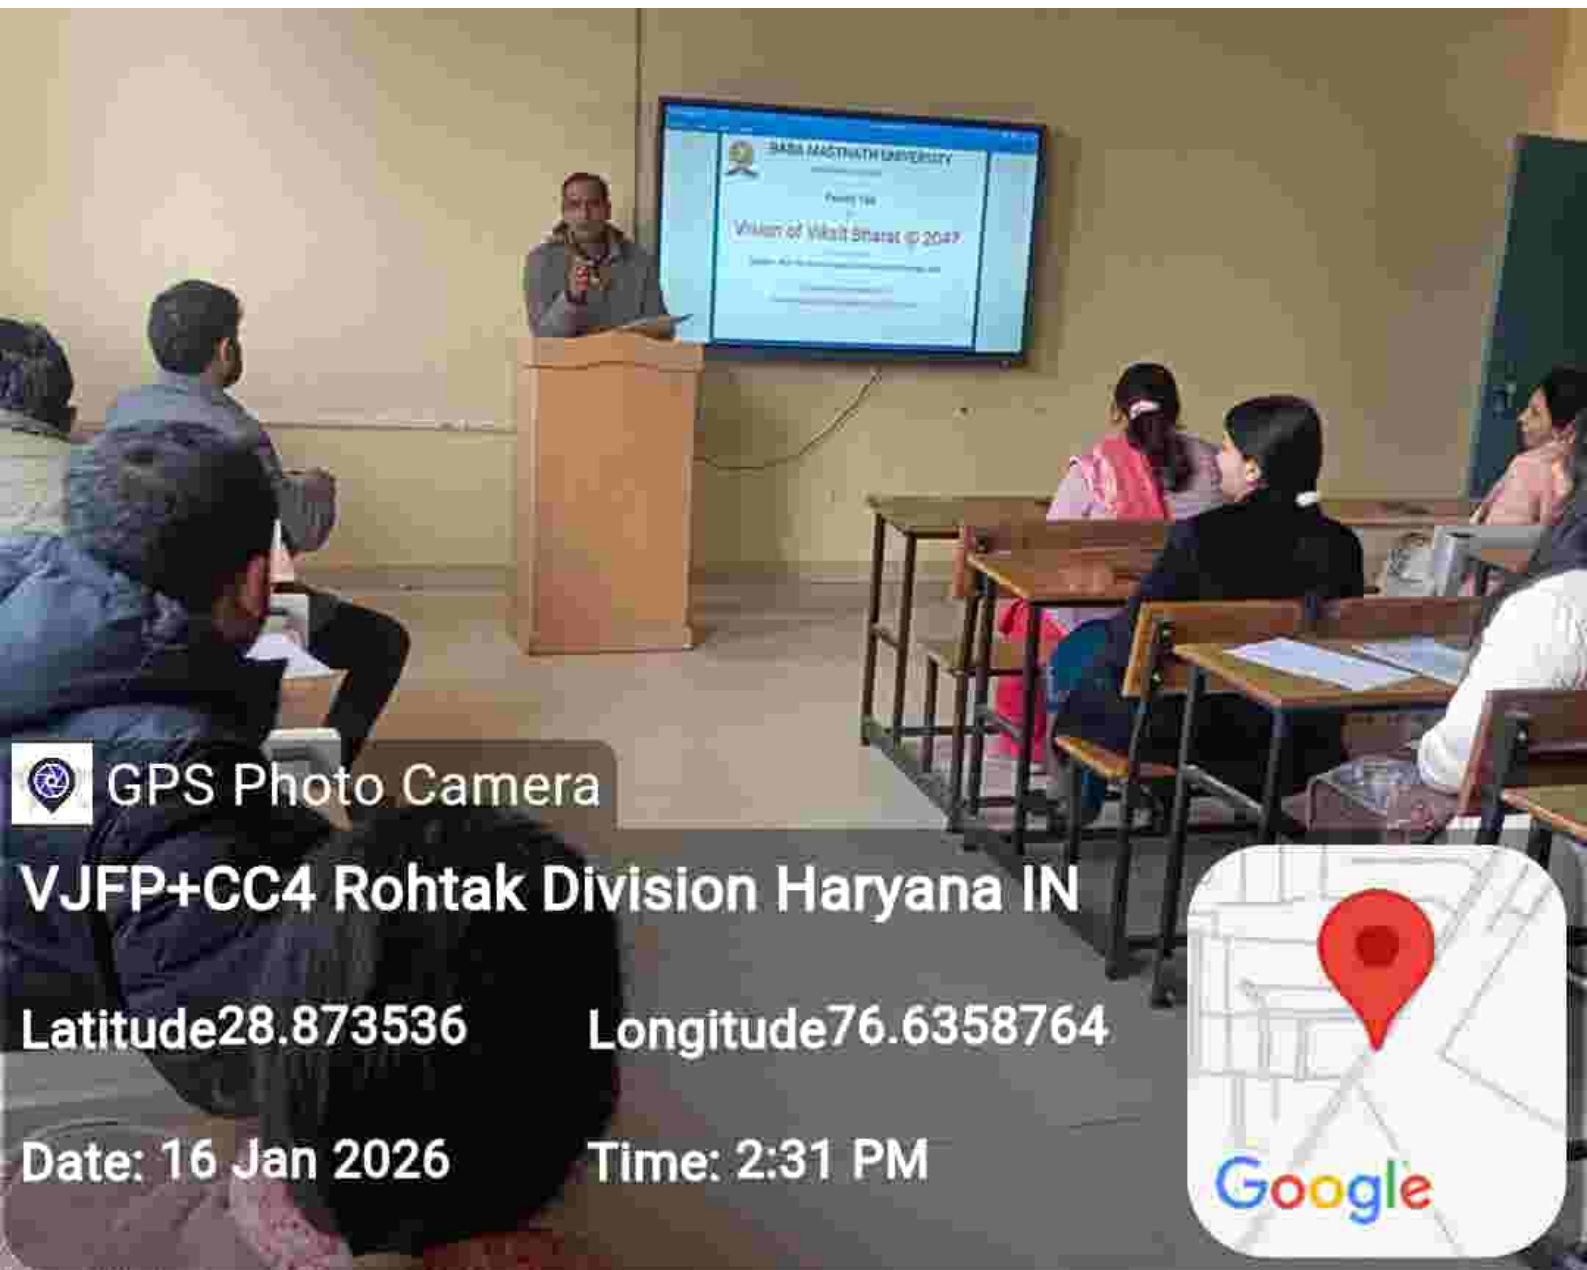 BABA MASTNATH UNIVERSITY
Vision of Viksit Bharat @ 2047
GPS Photo Camera
VJFP+CC4 Rohtak Division Haryana IN
Latitude28.873536
Longitude76.6358764
Date: 16 Jan 2026
Time: 2:31 PM
Google